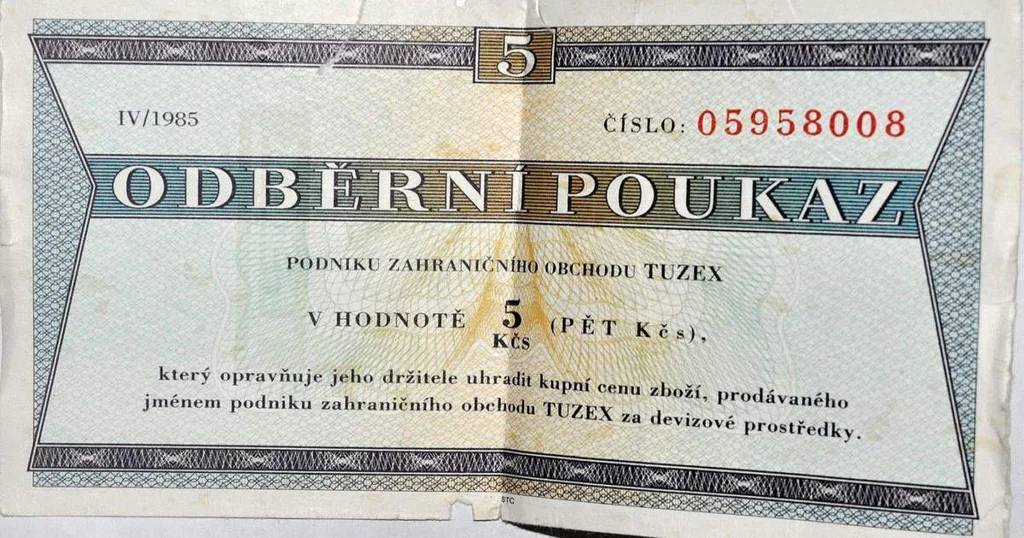 5
IV/1985
ČÍSLO: 05958008
ODBĚRNÍ POUKAZ
PODNIKU ZAHRANIČNÍHO OBCHODU TUZEX
V HODNOTĚ 5 KČS (PĚT Kčs),
který opravňuje jeho držitele uhradit kupní cenu zboží, prodávaného
jménem podniku zahraničního obchodu TUZEX za devizové prostředky.
STC